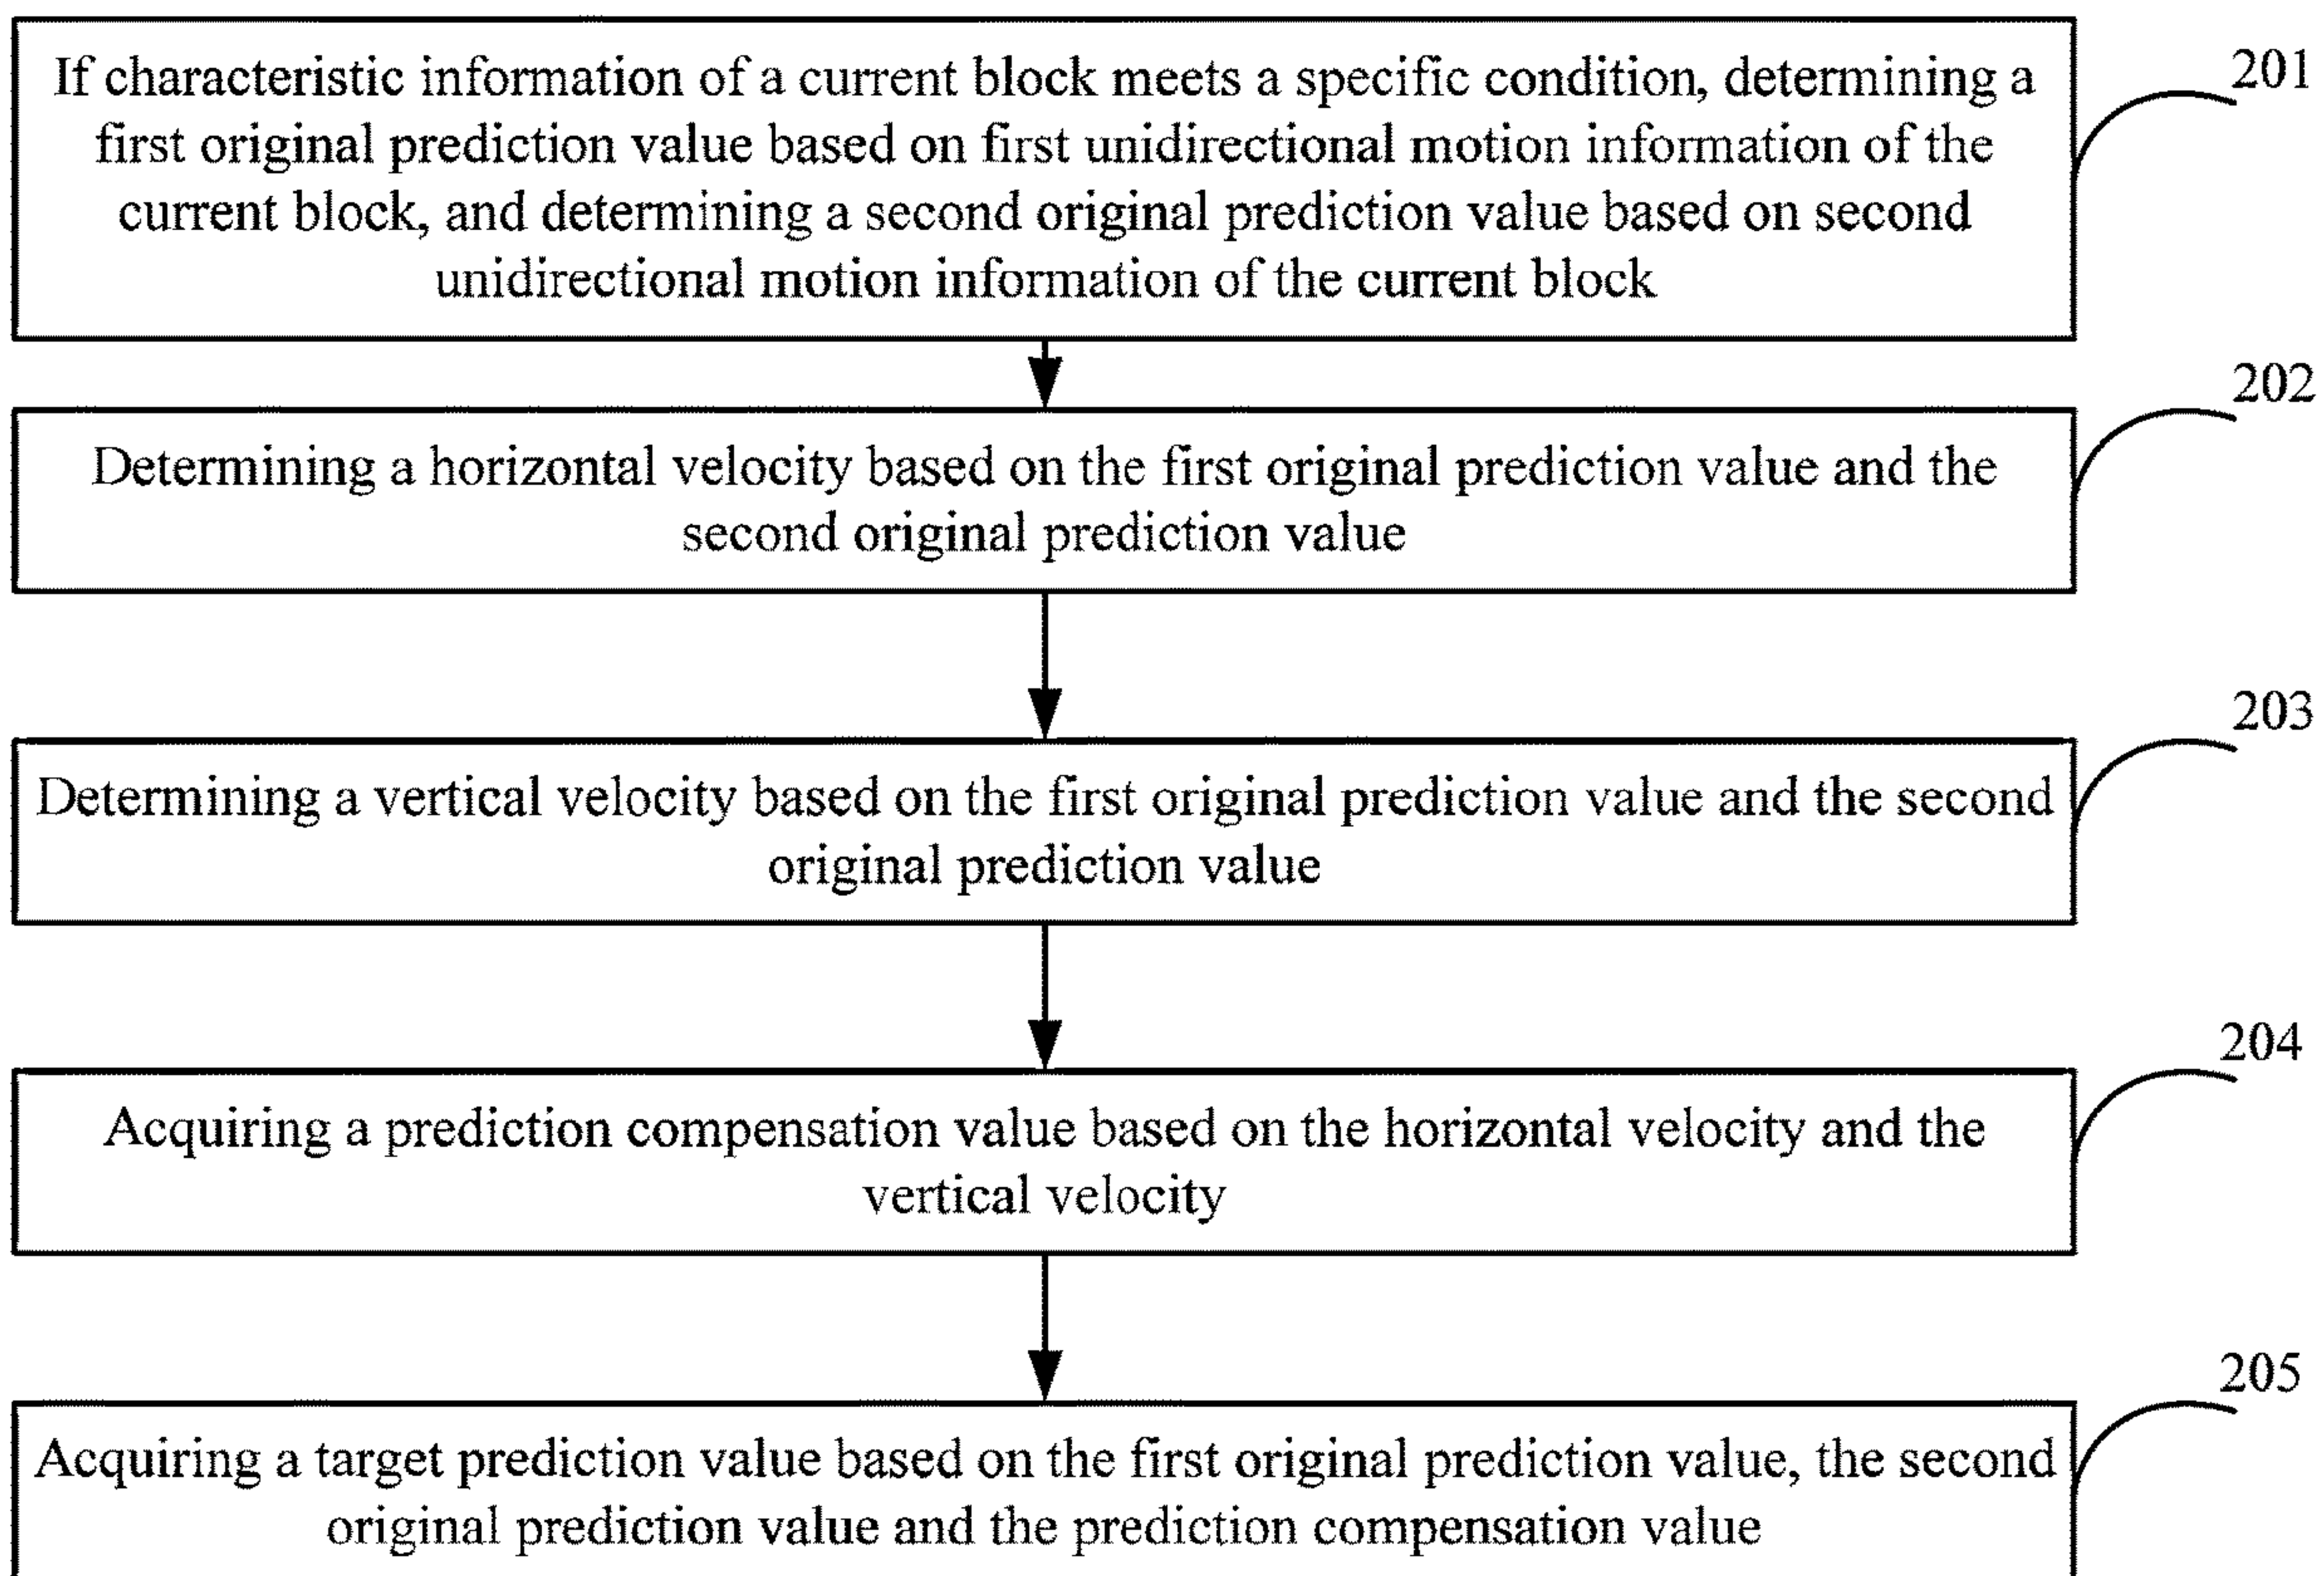 If characteristic information of a current block meets a specific condition, determining a
first original prediction value based on first unidirectional motion information of the
current block, and determining a second original prediction value based on second
unidirectional motion information of the current block
201
Determining a horizontal velocity based on the first original prediction value and the
second original prediction value
202
Determining a vertical velocity based on the first original prediction value and the second
original prediction value
203
Acquiring a prediction compensation value based on the horizontal velocity and the
vertical velocity
204
Acquiring a target prediction value based on the first original prediction value, the second
original prediction value and the prediction compensation value
205